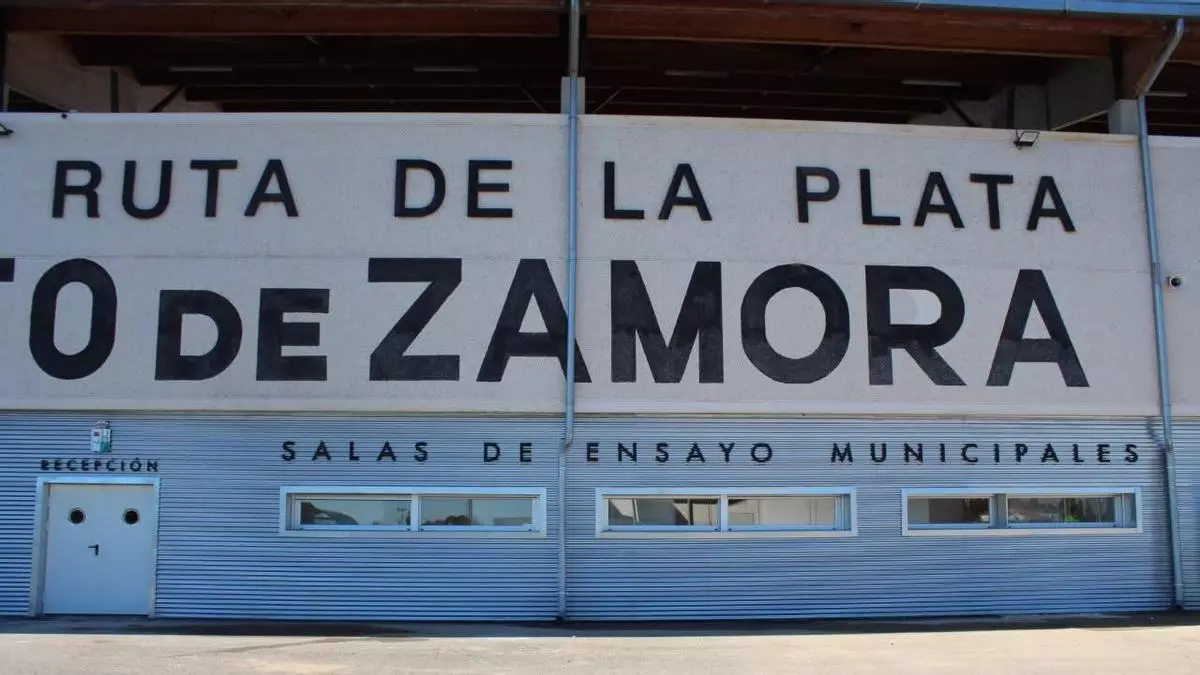 RUTA DE LA PLATA
TO DE ZAMORA
SALAS DE ENSAYO MUNICIPALES
RECEPCIÓN